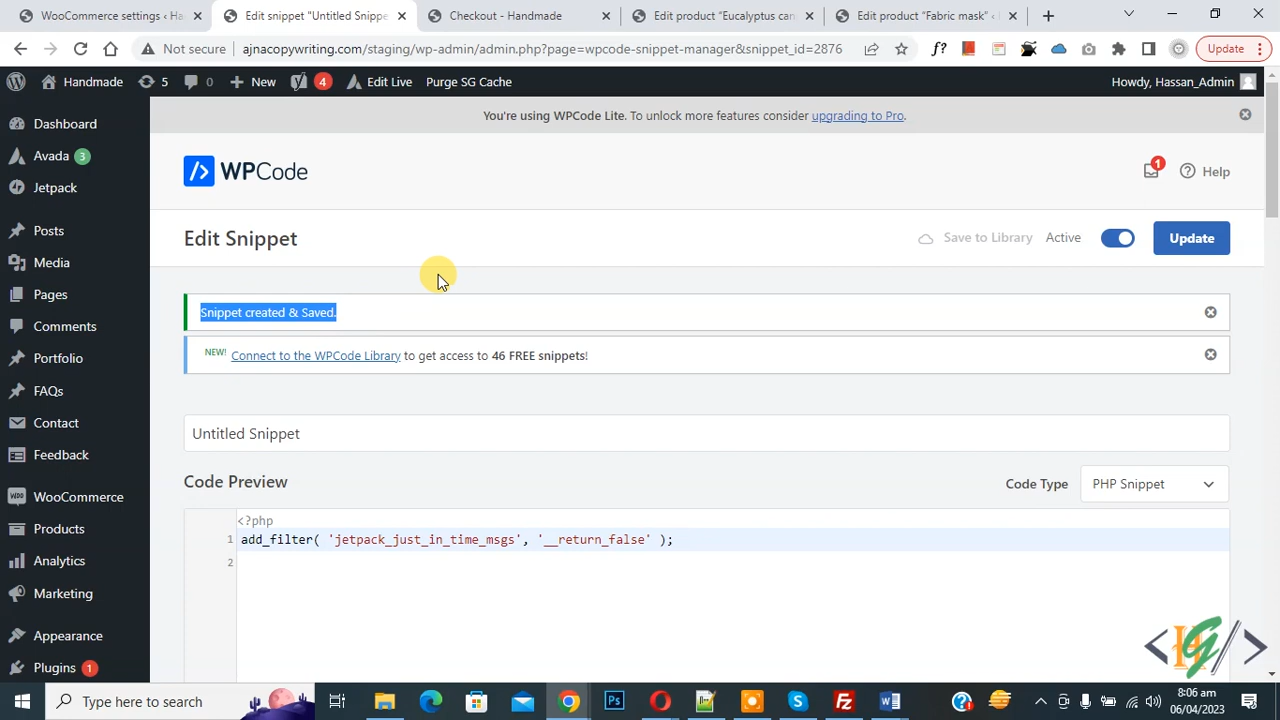 WooCommerce settings ‹ Ha
Edit snippet "Untitled Snippe
Checkout - Handmade
Edit product “Eucalyptus can
Edit product “Fabric mask” ‹
Not secure
ajnacopywriting.com/staging/wp-admin/admin.php?page=wpcode-snippet-manager&snippet_id=2876
f?
Update
Handmade
5
0
New
4
Edit Live
Purge SG Cache
Howdy, Hassan_Admin
Dashboard
Avada 3
Jetpack
Posts
Media
Pages
Comments
Portfolio
FAQs
Contact
Feedback
WooCommerce
Products
Analytics
Marketing
Appearance
Plugins 1
You're using WPCode Lite. To unlock more features consider upgrading to Pro.
WPCode
1
Help
Edit Snippet
Save to Library
Active
Update
Snippet created & Saved.
NEW! Connect to the WPCode Library to get access to 46 FREE snippets!
Untitled Snippet
Code Preview
Code Type
PHP Snippet
<?php
1 add_filter( 'jetpack_just_in_time_msgs', '__return_false' );
2
Type here to search
8:06 am
06/04/2023